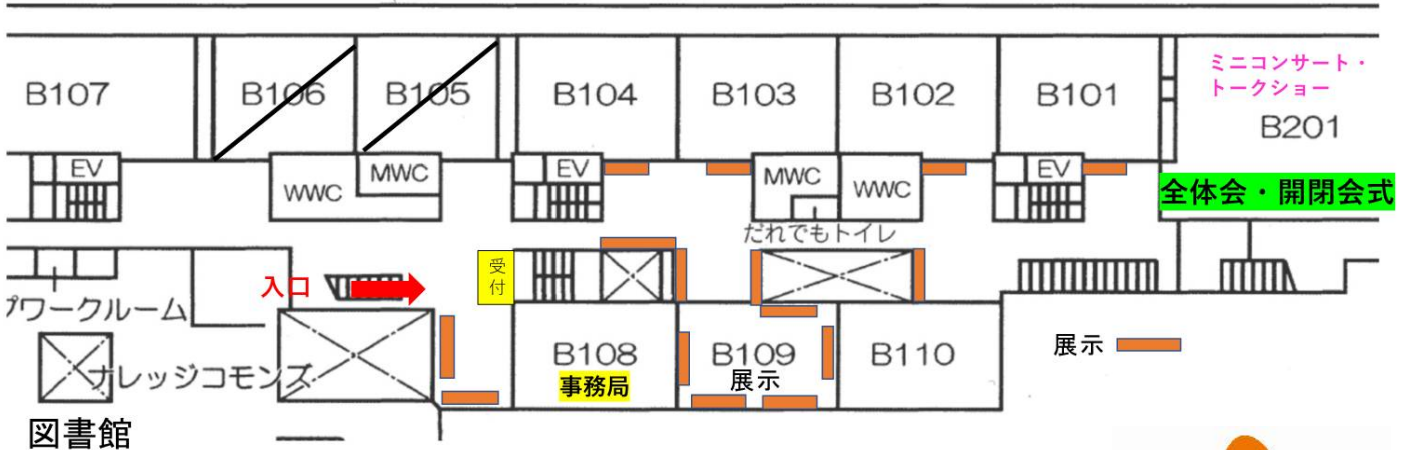 B107
B106
B105
B104
B103
B102
B101
ミニコンサート・
トークショー
B201
EV
WWC
MWC
EV
MWC
WWC
EV
全体会・開閉会式
だれでもトイレ
入口
受付
プワークルーム
ナレッジコモンズ
図書館
B108
事務局
B109
展示
B110
展示